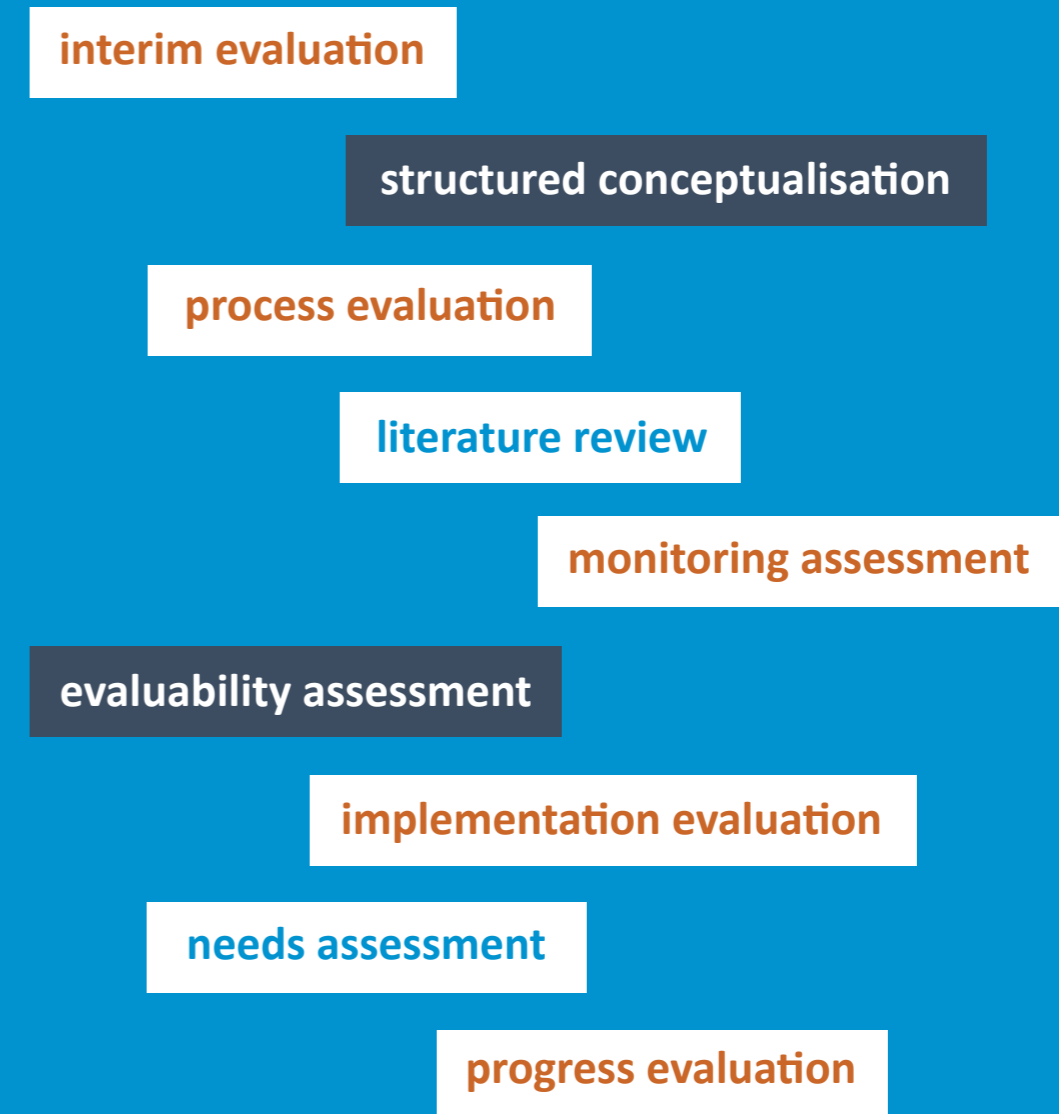 interim evaluation
structured conceptualisation
process evaluation
literature review
monitoring assessment
evaluability assessment
implementation evaluation
needs assessment
progress evaluation